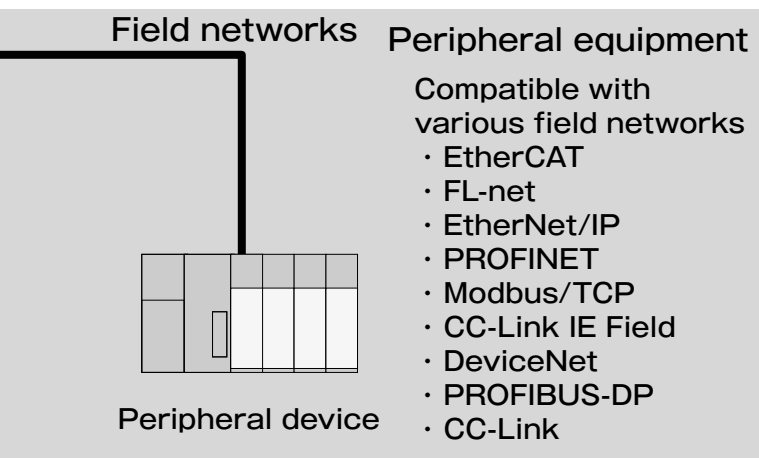 Field networks
Peripheral equipment
Compatible with
various field networks
・EtherCAT
・FL-net
・EtherNet/IP
・PROFINET
・Modbus/TCP
・CC-Link IE Field
・DeviceNet
・PROFIBUS-DP
・CC-Link
Peripheral device